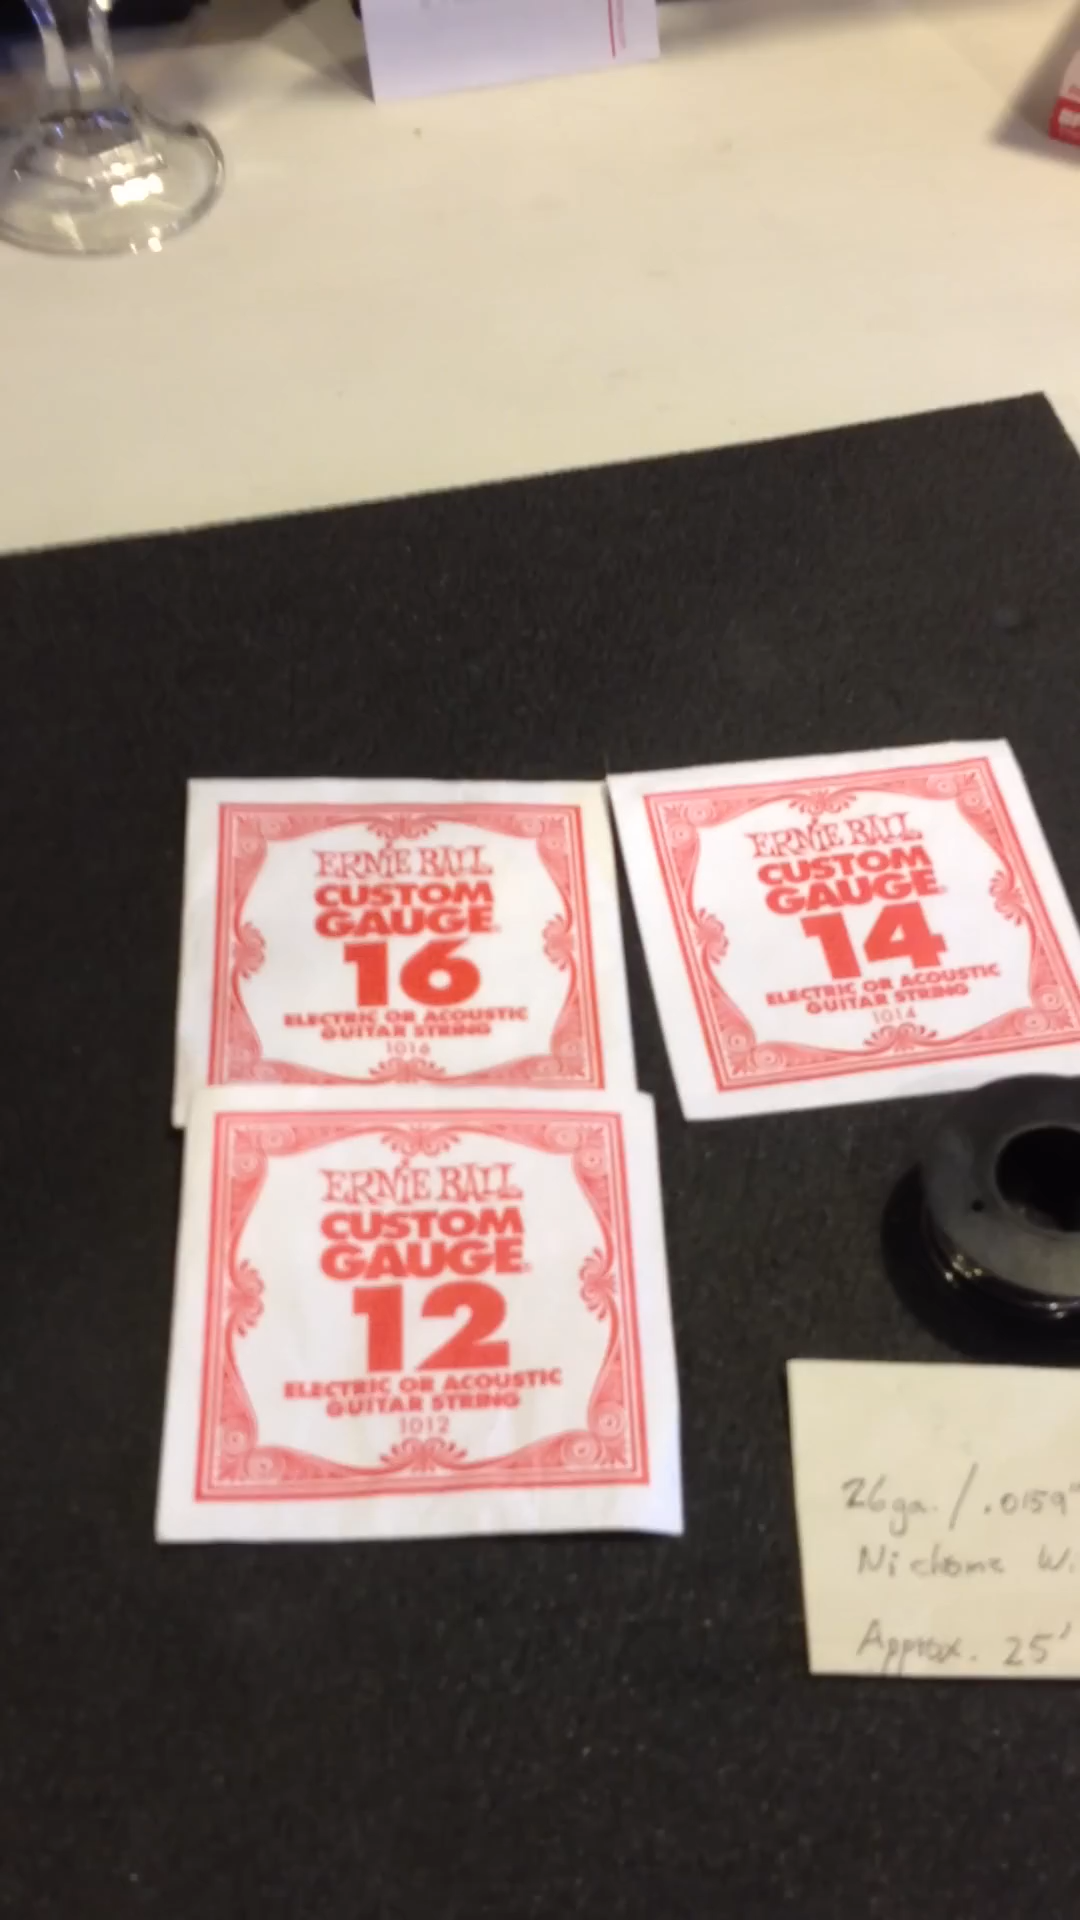 ERNIE BALL
CUSTOM
GAUGE
16
ELECTRIC OR ACOUSTIC
GUITAR STRING
1016
ERNIE BALL
CUSTOM
GAUGE
14
ELECTRIC OR ACOUSTIC
GUITAR STRING
1014
ERNIE BALL
CUSTOM
GAUGE
12
ELECTRIC OR ACOUSTIC
GUITAR STRING
1012
26ga. / .0159"
Nichome W.
Approx. 25'